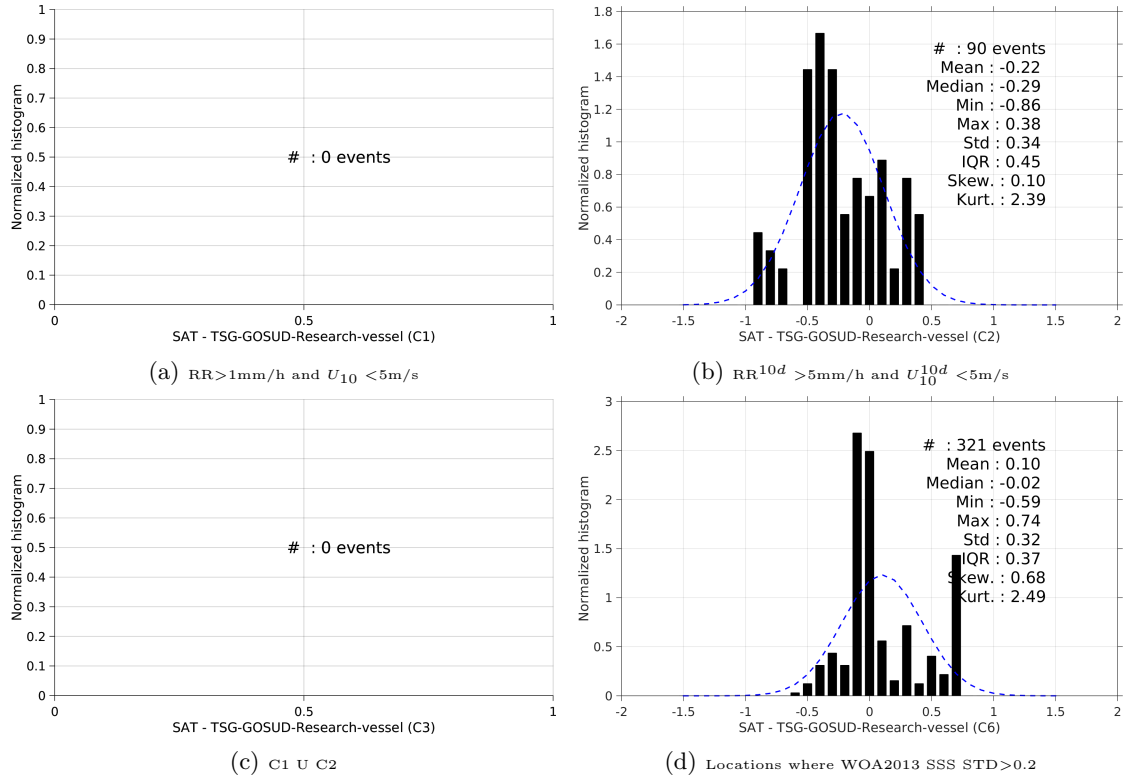 1
0.9
0.8
0.7
0.6
0.5
0.4
0.3
0.2
0.1
0
Normalized histogram
# : 0 events
0 0.5 1
SAT - TSG-GOSUD-Research-vessel (C1)
(a) RR>1mm/h and U10 <5m/s
1.8
1.6
1.4
1.2
1
0.8
0.6
0.4
0.2
0
Normalized histogram
# : 90 events
Mean : -0.22
Median : -0.29
Min : -0.86
Max : 0.38
Std : 0.34
IQR : 0.45
Skew. : 0.10
Kurt. : 2.39
-2 -1.5 -1 -0.5 0 0.5 1 1.5 2
SAT - TSG-GOSUD-Research-vessel (C2)
(b) RR10d >5mm/h and U10d10 <5m/s
1
0.9
0.8
0.7
0.6
0.5
0.4
0.3
0.2
0.1
0
Normalized histogram
# : 0 events
0 0.5 1
SAT - TSG-GOSUD-Research-vessel (C3)
(c) C1 U C2
3
2.5
2
1.5
1
0.5
0
Normalized histogram
# : 321 events
Mean : 0.10
Median : -0.02
Min : -0.59
Max : 0.74
Std : 0.32
IQR : 0.37
Skew. : 0.68
Kurt. : 2.49
-2 -1.5 -1 -0.5 0 0.5 1 1.5 2
SAT - TSG-GOSUD-Research-vessel (C6)
(d) Locations where WOA2013 SSS STD>0.2